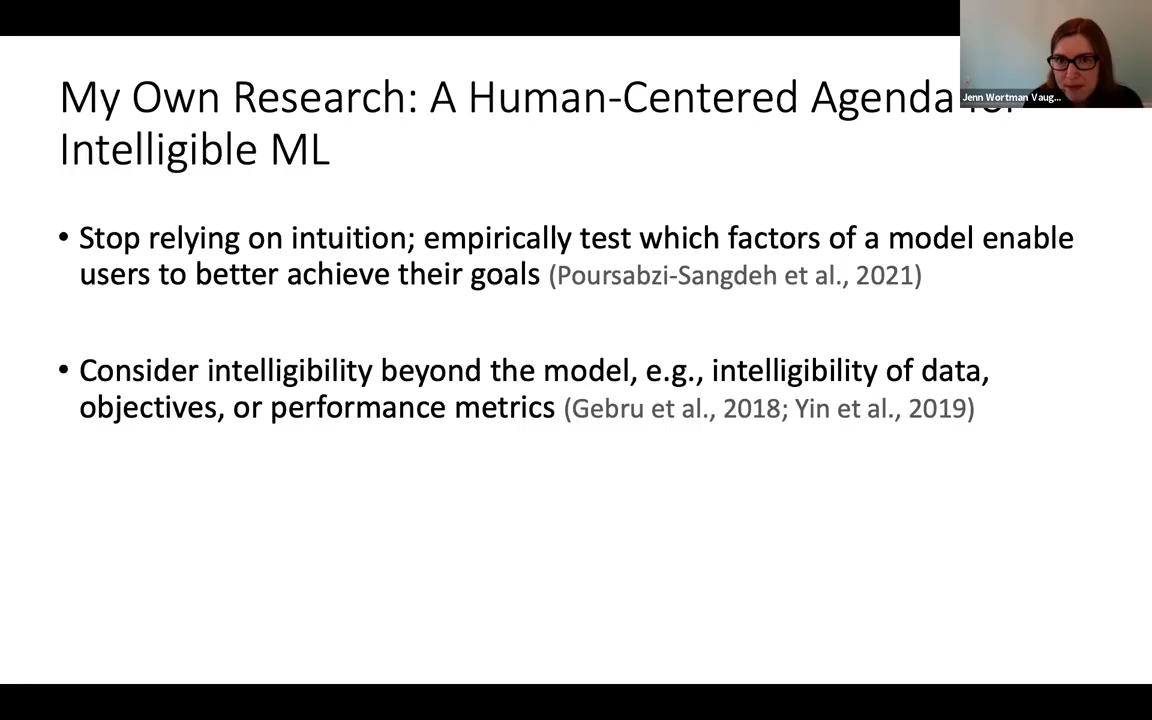 My Own Research: A Human-Centered Agenda
Intelligible ML
Jenn Wortman Vaug...
• Stop relying on intuition; empirically test which factors of a model enable
users to better achieve their goals (Poursabzi-Sangdeh et al., 2021)
• Consider intelligibility beyond the model, e.g., intelligibility of data,
objectives, or performance metrics (Gebru et al., 2018; Yin et al., 2019)